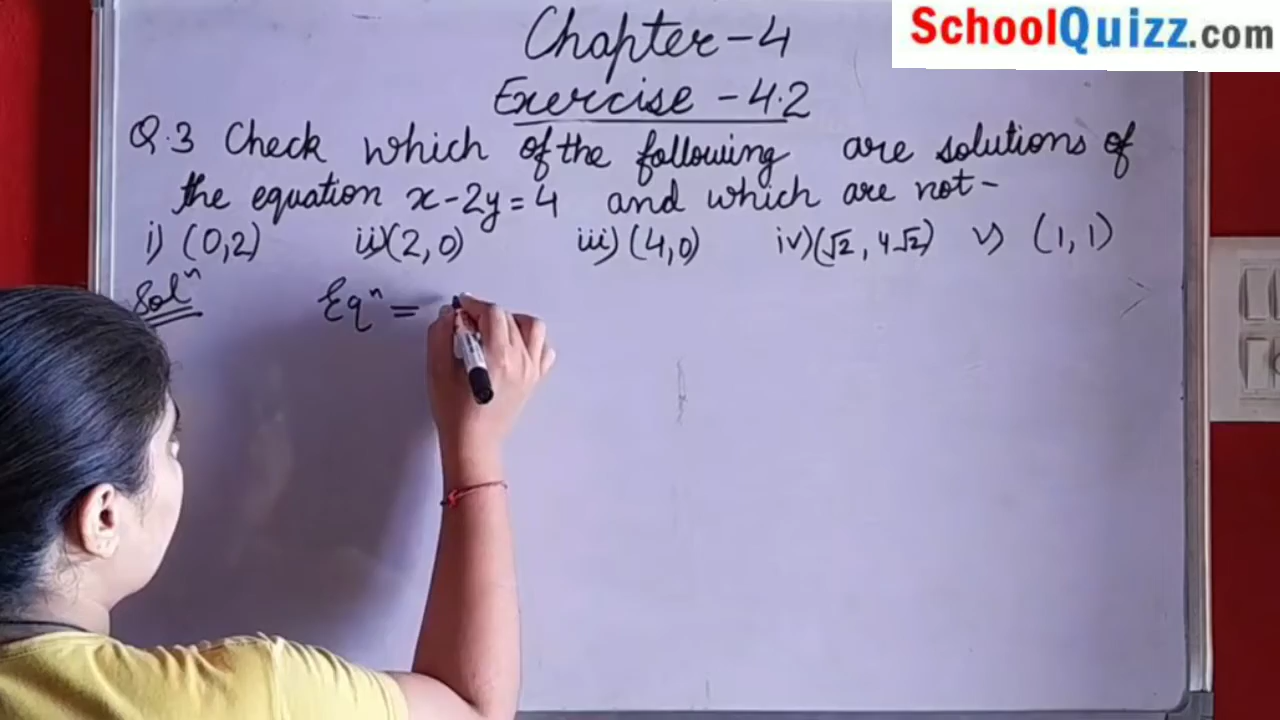 SchoolQuizz.com
Chapter-4
Exercise - 4.2
Q.3 Check which of the following are solutions of
the equation x-2y=4 and which are not-
i) (0,2) ii) (2,0) iii) (4,0) iv) (√2, 4√2) v) (1,1)
Solⁿ Eqⁿ =